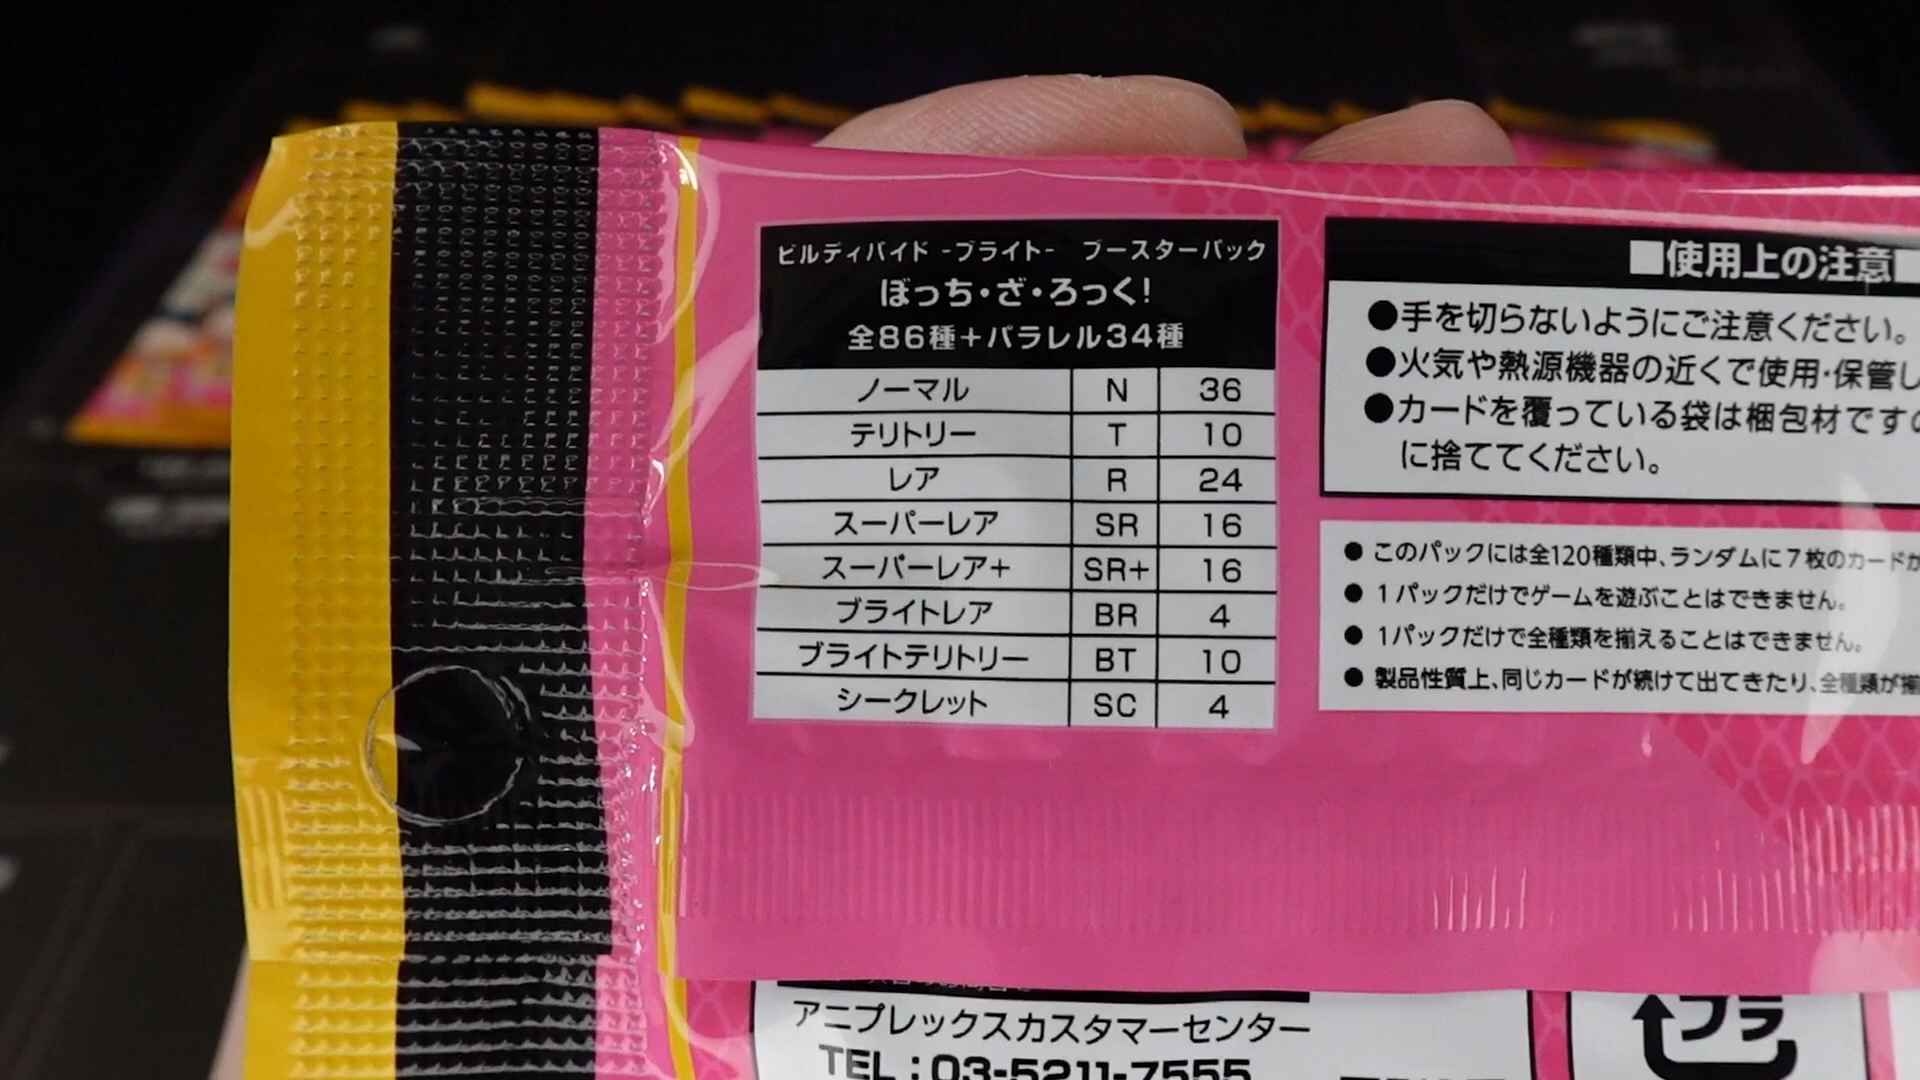 ビルディバイド -ブライト- ブースターパック
ぼっち・ざ・ろっく!
全86種+パラレル34種
ノーマル N 36
テリトリー T 10
レア R 24
スーパーレア SR 16
スーパーレア+ SR+ 16
ブライトレア BR 4
ブライトテリトリー BT 10
シークレット SC 4
■使用上の注意■
●手を切らないようにご注意ください。
●火気や熱源機器の近くで使用・保管し
●カードを覆っている袋は梱包材ですの
に捨ててください。
● このパックには全120種類中、ランダムに7枚のカードが
● 1パックだけでゲームを遊ぶことはできません。
● 1パックだけで全種類を揃えることはできません。
● 製品性質上、同じカードが続けて出てきたり、全種類が揃
アニプレックスカスタマーセンター
TEL:03-5211-7555
プラ